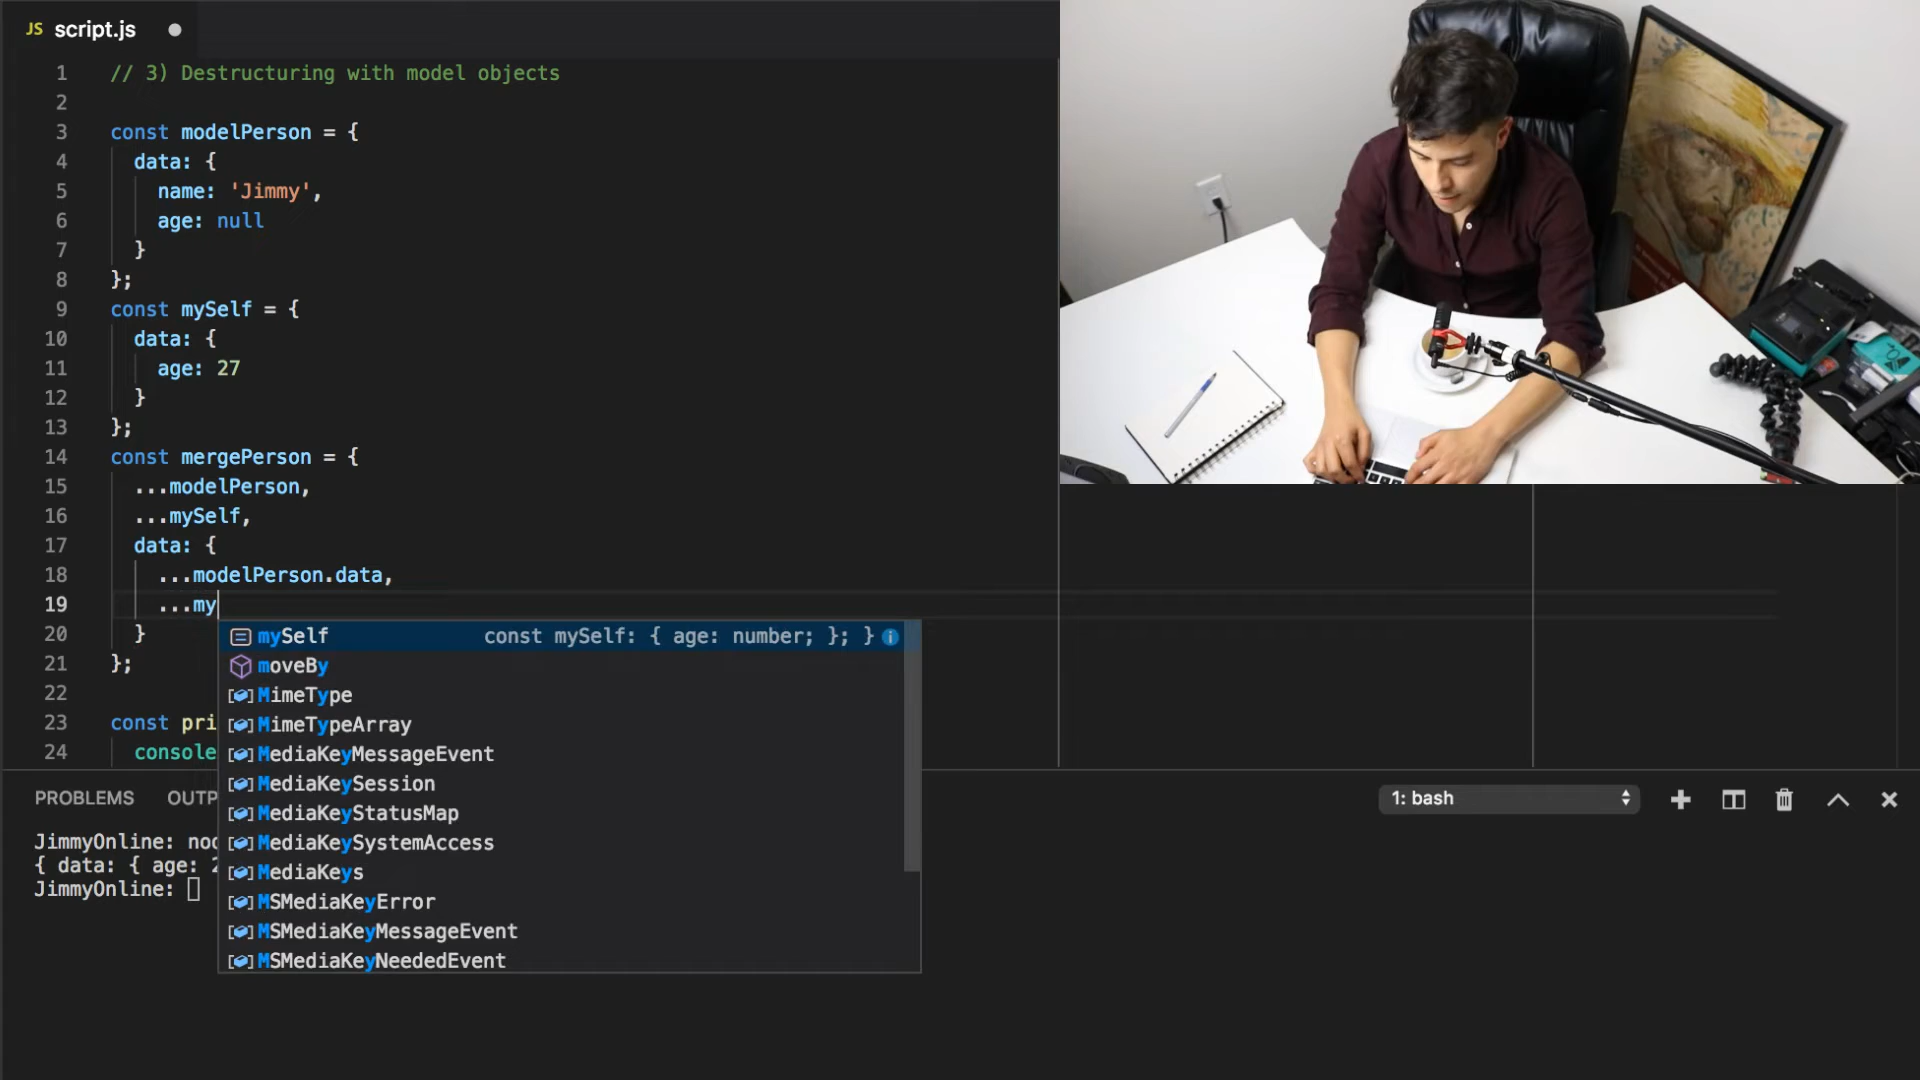 JS script.js
1 // 3) Destructuring with model objects
2
3 const modelPerson = {
4 data: {
5 name: 'Jimmy',
6 age: null
7 }
8 };
9 const mySelf = {
10 data: {
11 age: 27
12 }
13 };
14 const mergePerson = {
15 ...modelPerson,
16 ...mySelf,
17 data: {
18 ...modelPerson.data,
19 ...my
20 }
21 };
22
23 const pri
24 console
mySelf const mySelf: { age: number; }; }
moveBy
MimeType
MimeTypeArray
MediaKeyMessageEvent
MediaKeySession
MediaKeyStatusMap
MediaKeySystemAccess
MediaKeys
MSMediaKeyError
MSMediaKeyMessageEvent
MSMediaKeyNeededEvent
PROBLEMS OUTP 1: bash
JimmyOnline: nod
{ data: { age: 2
JimmyOnline: